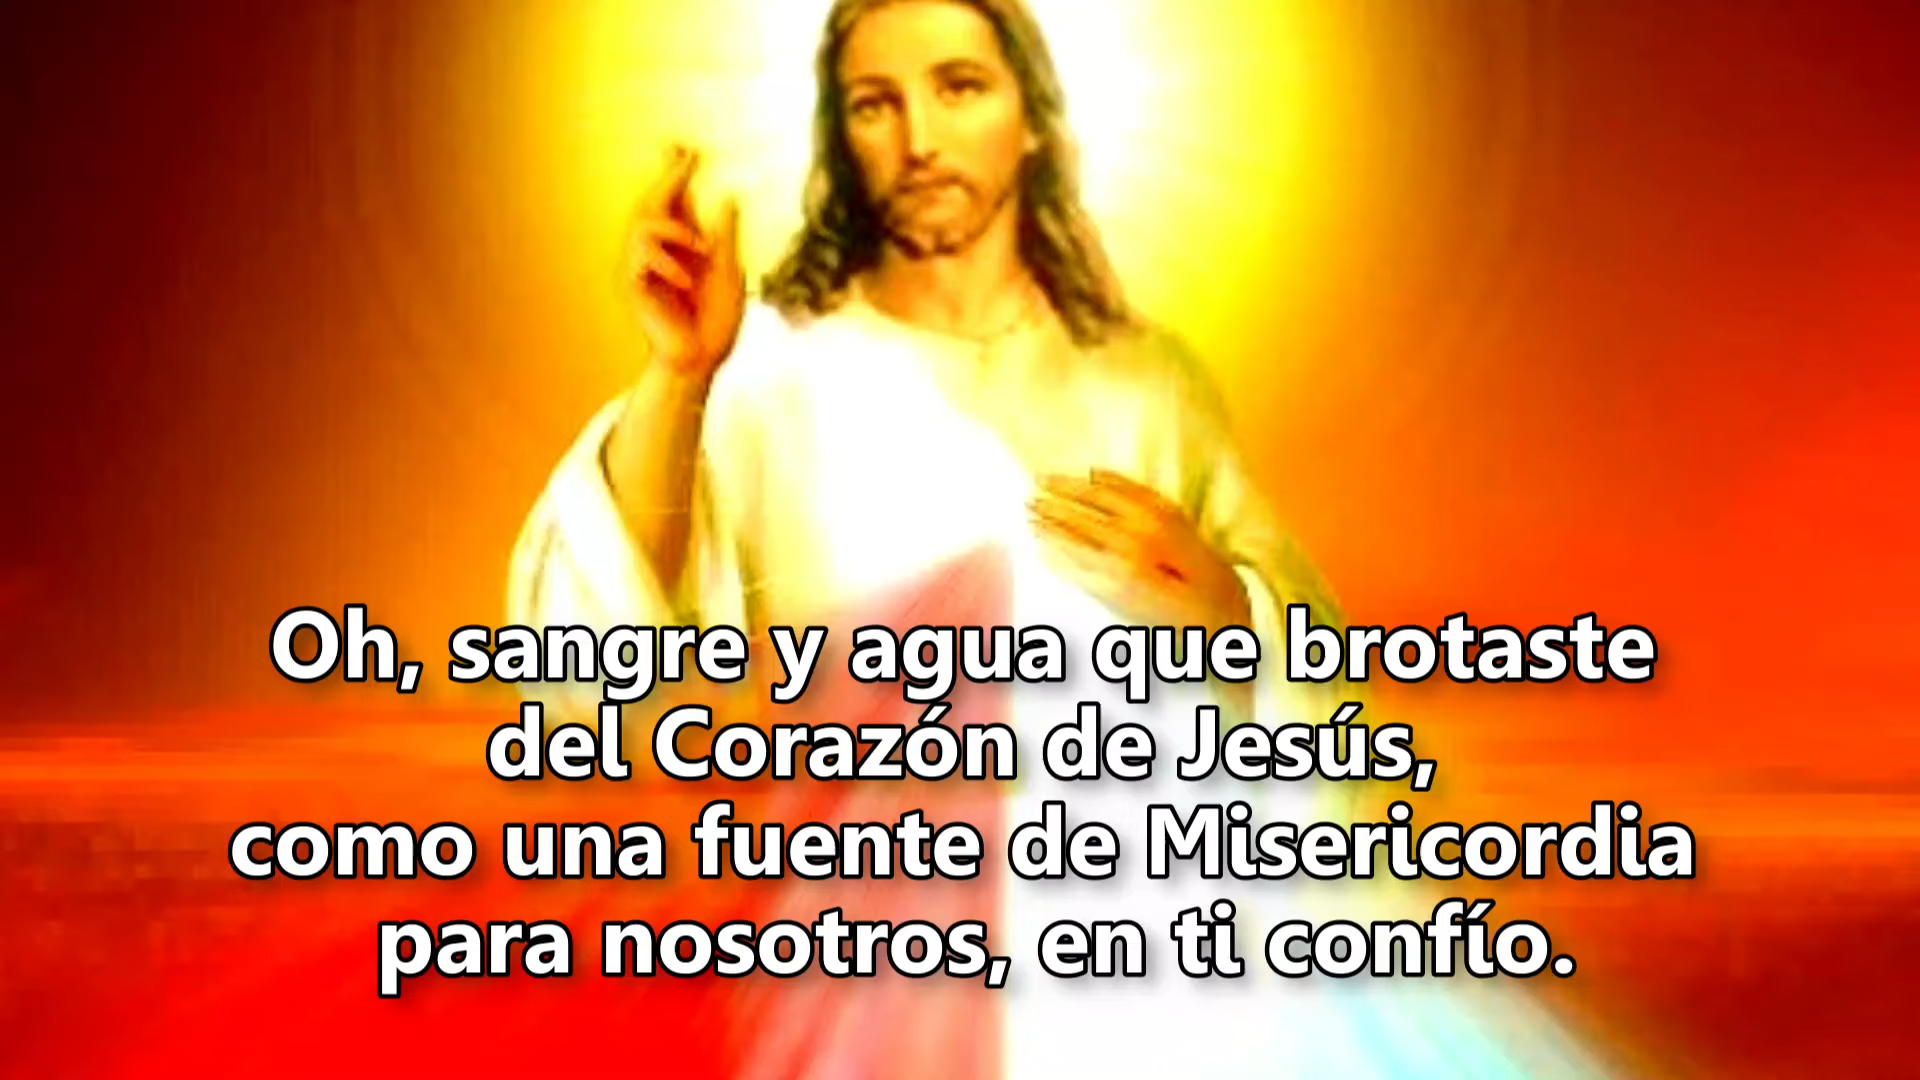 Oh, sangre y agua que brotaste
del Corazón de Jesús,
como una fuente de Misericordia
para nosotros, en ti confío.